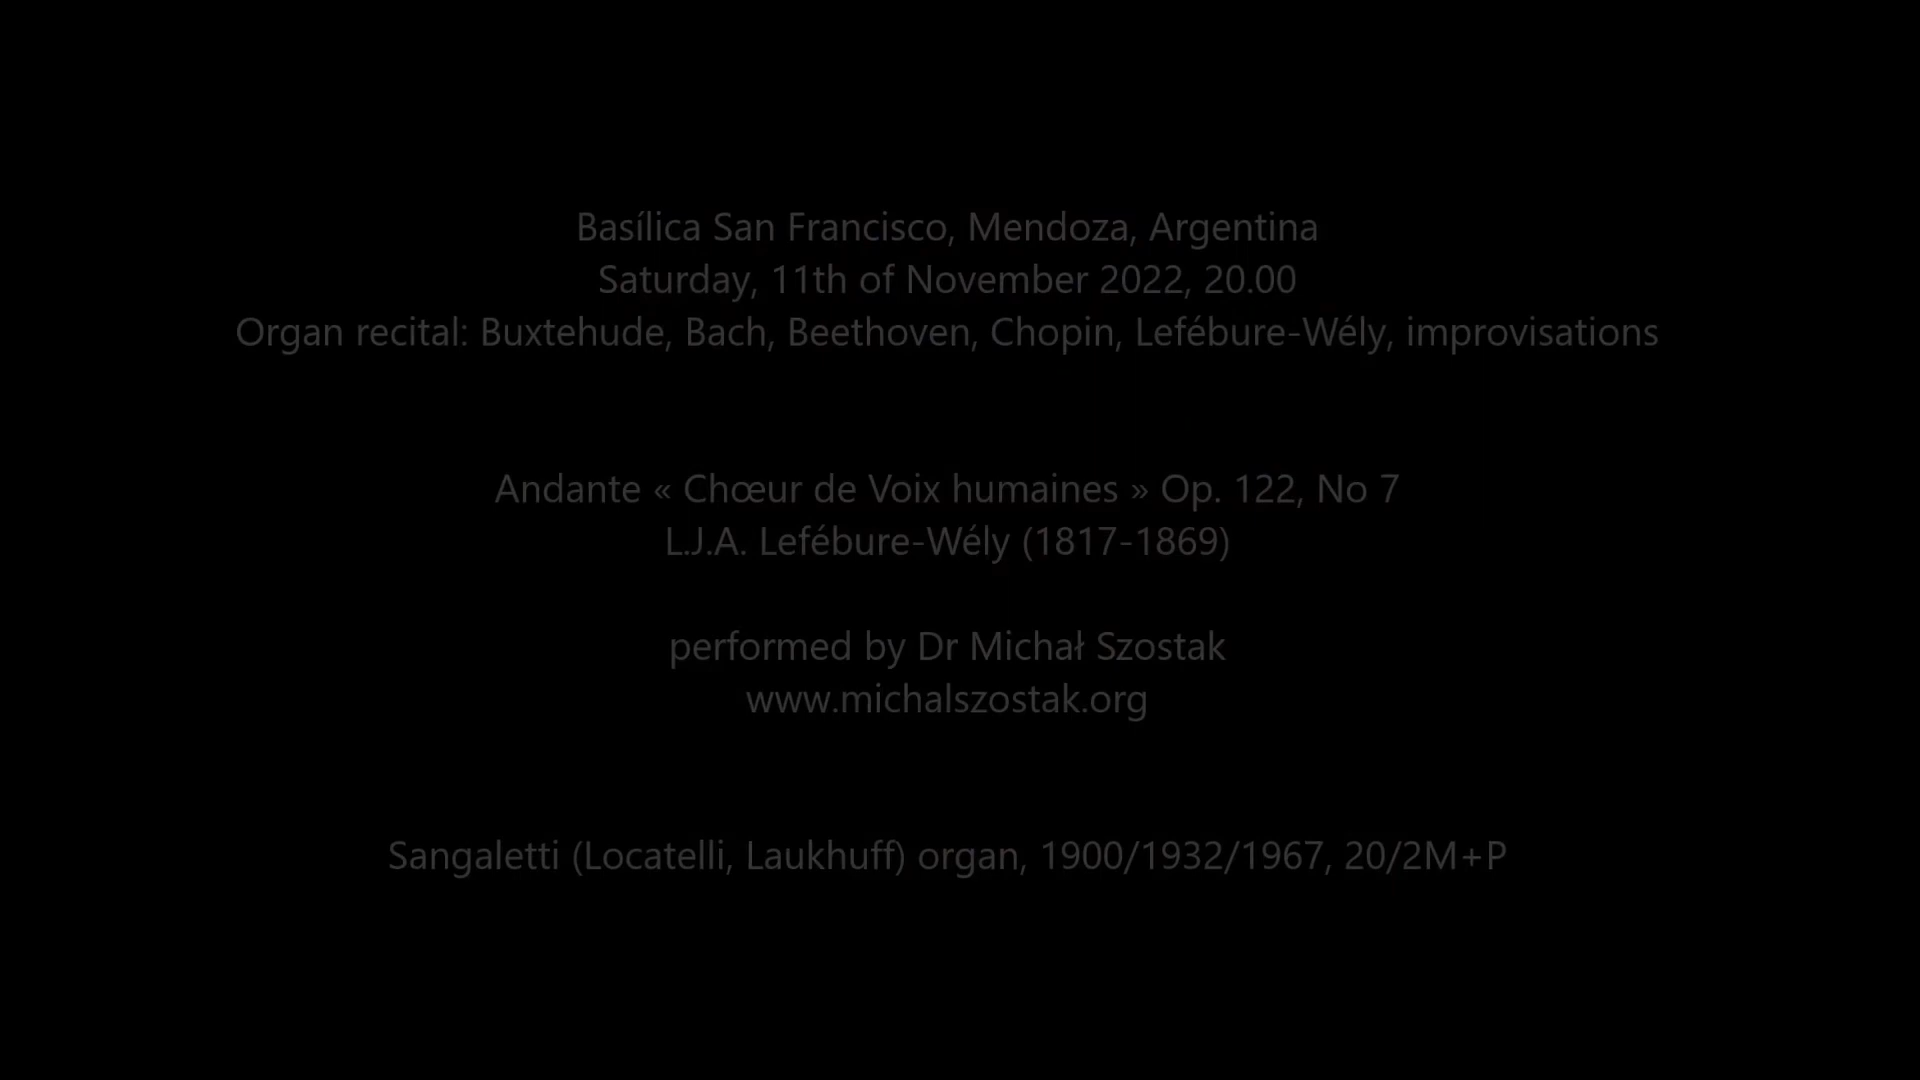 Basílica San Francisco, Mendoza, Argentina
Saturday, 11th of November 2022, 20.00
Organ recital: Buxtehude, Bach, Beethoven, Chopin, Lefébure-Wély, improvisations
Andante « Chœur de Voix humaines » Op. 122, No 7
L.J.A. Lefébure-Wély (1817-1869)
performed by Dr Michał Szostak
www.michalszostak.org
Sangaletti (Locatelli, Laukhuff) organ, 1900/1932/1967, 20/2M+P